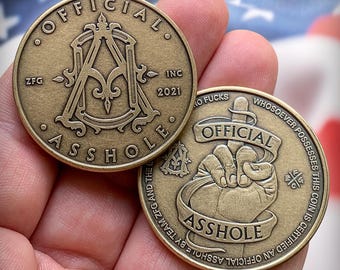 OFFICIAL
ZFG INC
2021
ASSHOLE
NO FUCKS
WHOSOEVER POSSESSES THIS COIN IS CERTIFIED AN OFFICIAL ASSHOLE BY TEAM ZFG AND THE
OFFICIAL
ASSHOLE